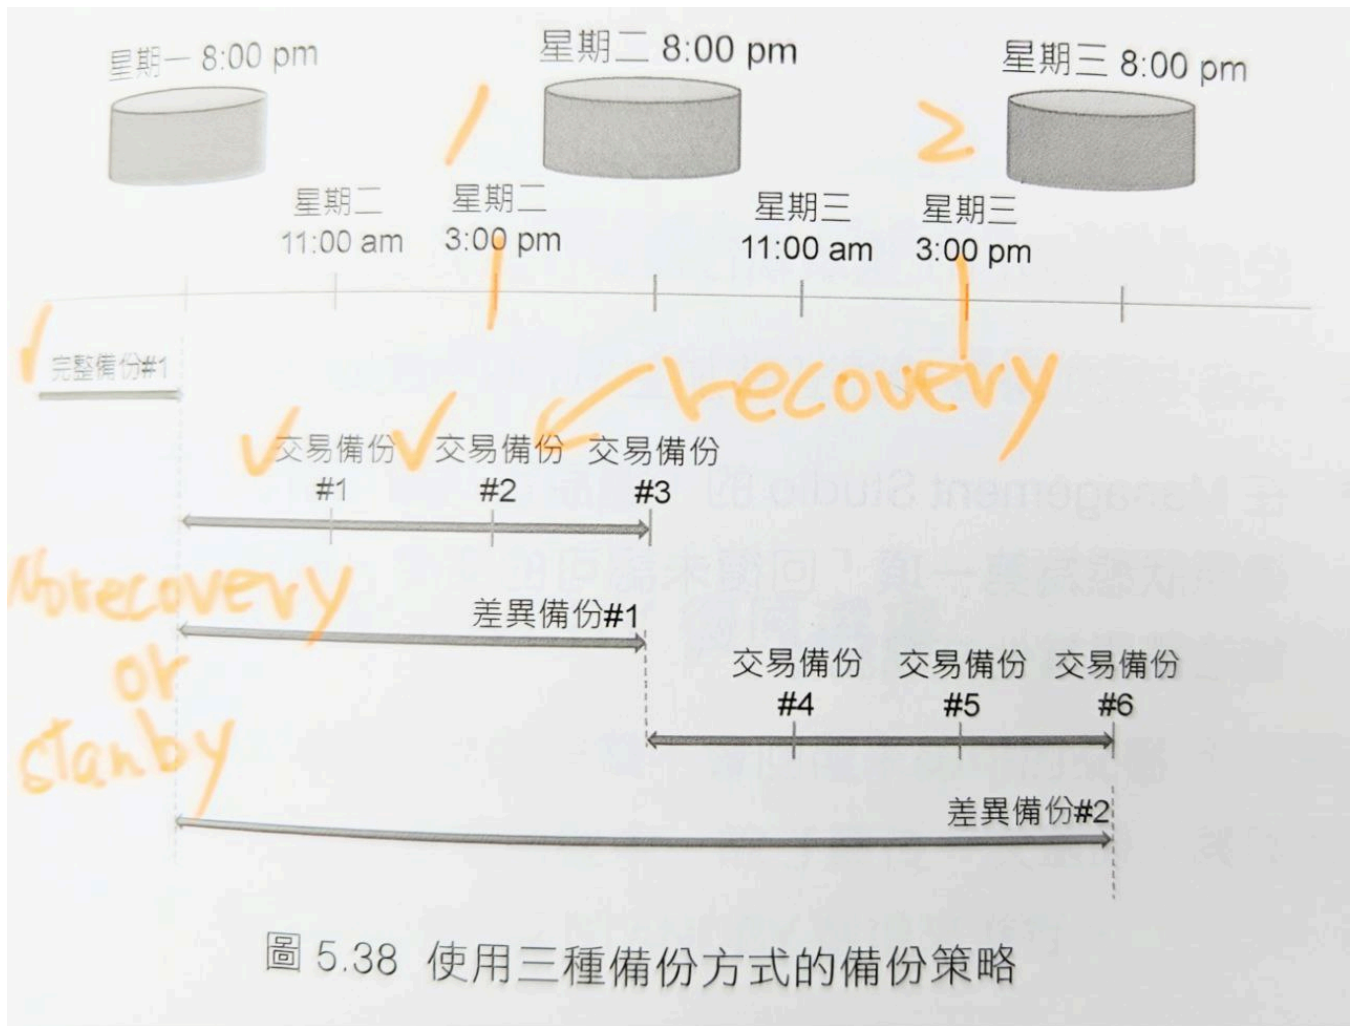 星期一 8:00 pm
星期二 8:00 pm
星期三 8:00 pm
1
2
星期二
11:00 am
星期二
3:00 pm
星期三
11:00 am
星期三
3:00 pm
完整備份#1
recovery
交易備份
#1
交易備份
#2
交易備份
#3
Norecovery
or
stanby
差異備份#1
交易備份
#4
交易備份
#5
交易備份
#6
差異備份#2
圖 5.38 使用三種備份方式的備份策略